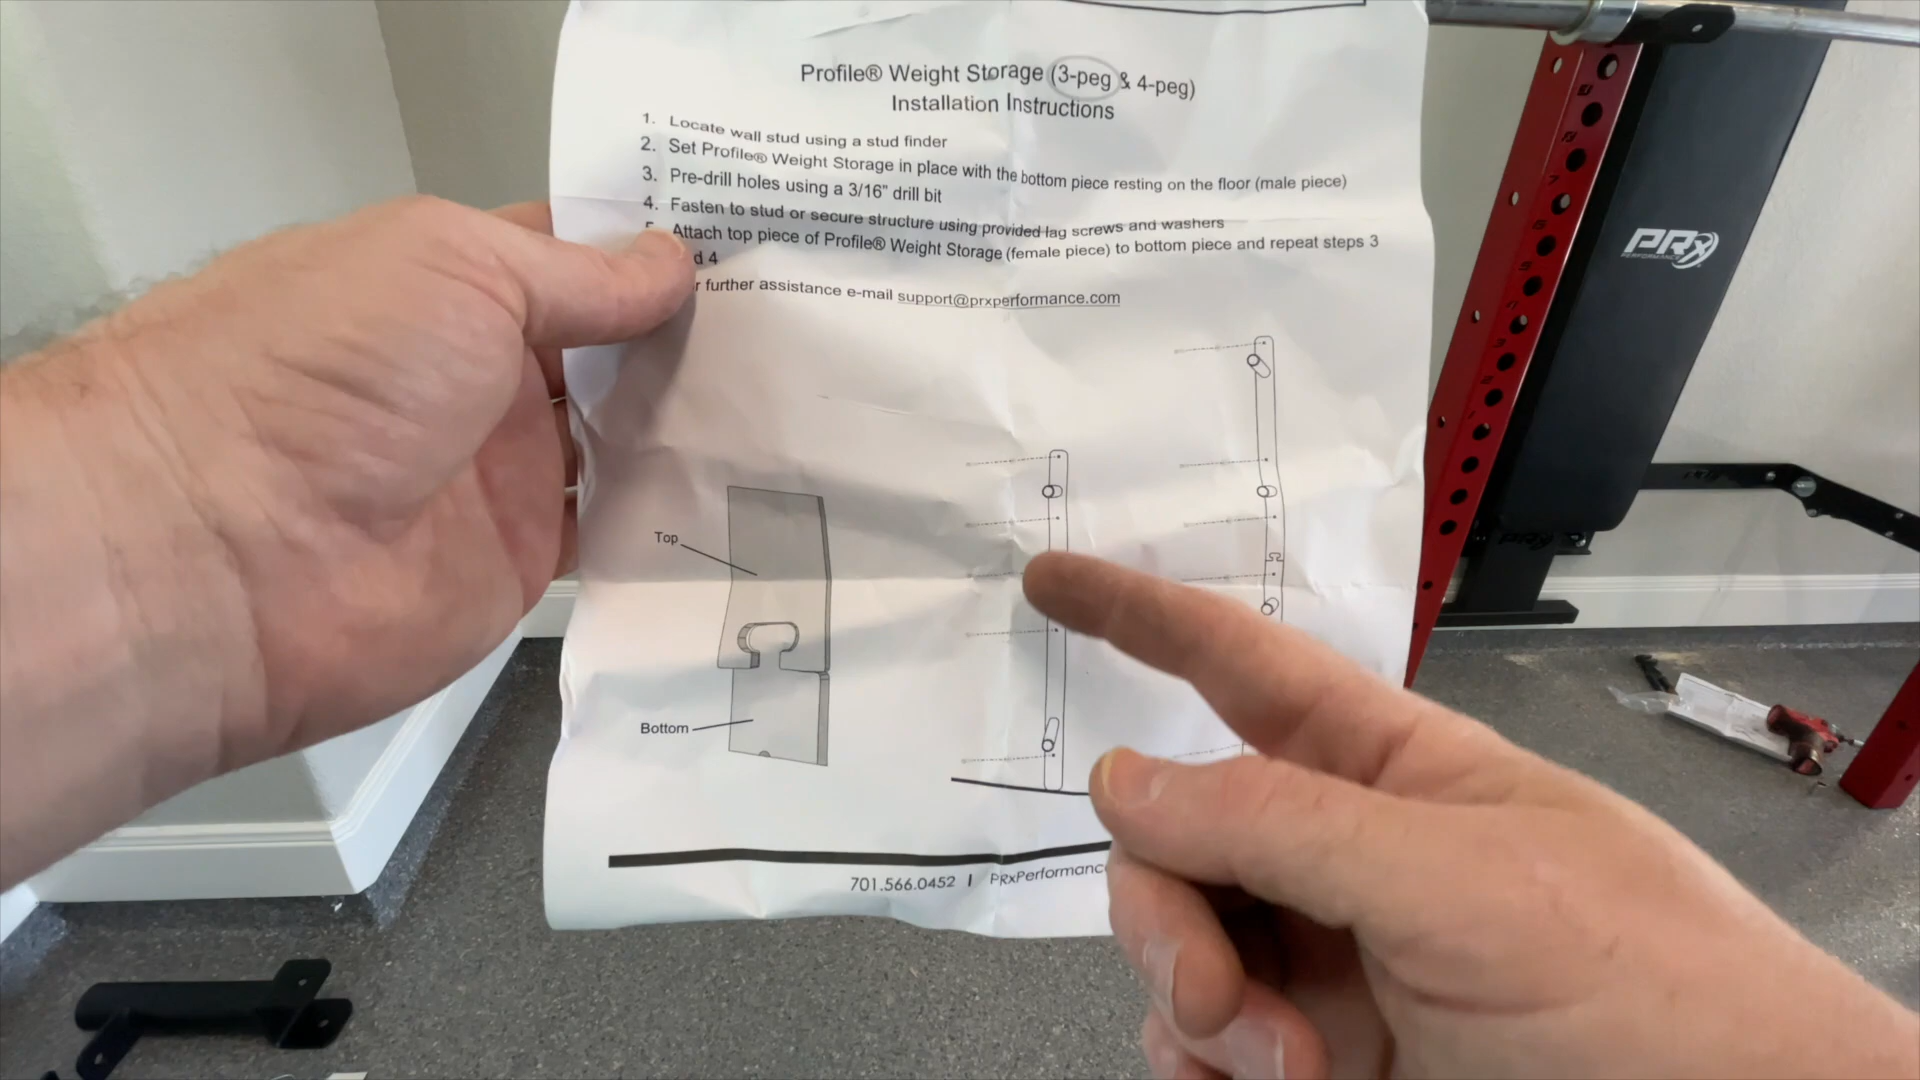 Profile® Weight Storage (3-peg & 4-peg)
Installation Instructions
1. Locate wall stud using a stud finder
2. Set Profile® Weight Storage in place with the bottom piece resting on the floor (male piece)
3. Pre-drill holes using a 3/16" drill bit
4. Fasten to stud or secure structure using provided lag screws and washers
Attach top piece of Profile® Weight Storage (female piece) to bottom piece and repeat steps 3
4
further assistance e-mail support@prxperformance.com
Top
Bottom
701.566.0452 | PRxPerformanc
PRx
PERFORMANCE